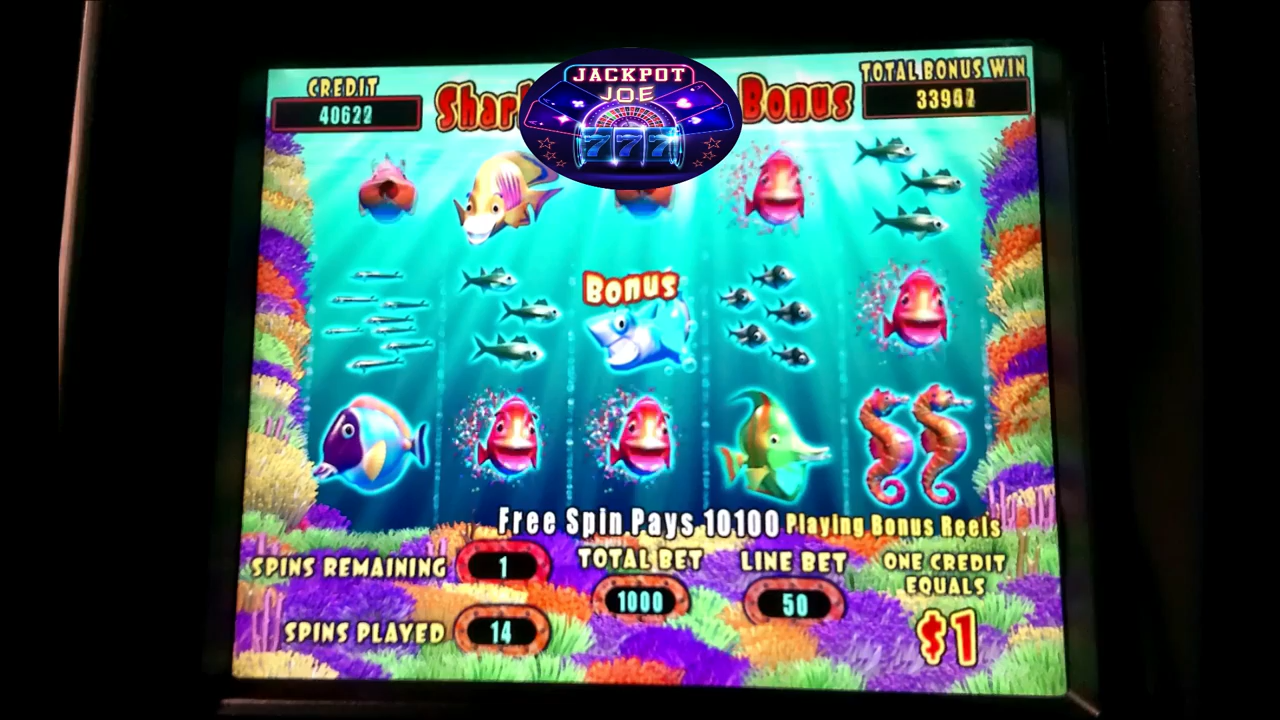 CREDIT
40622
Shark
Bonus
TOTAL BONUS WIN
JACKPOT
JOE
777
Bonus
Free Spin Pays 10100 Playing Bonus Reels
SPINS REMAINING 1
TOTAL BET
1000
LINE BET
50
ONE CREDIT
EQUALS
$1
SPINS PLAYED 14